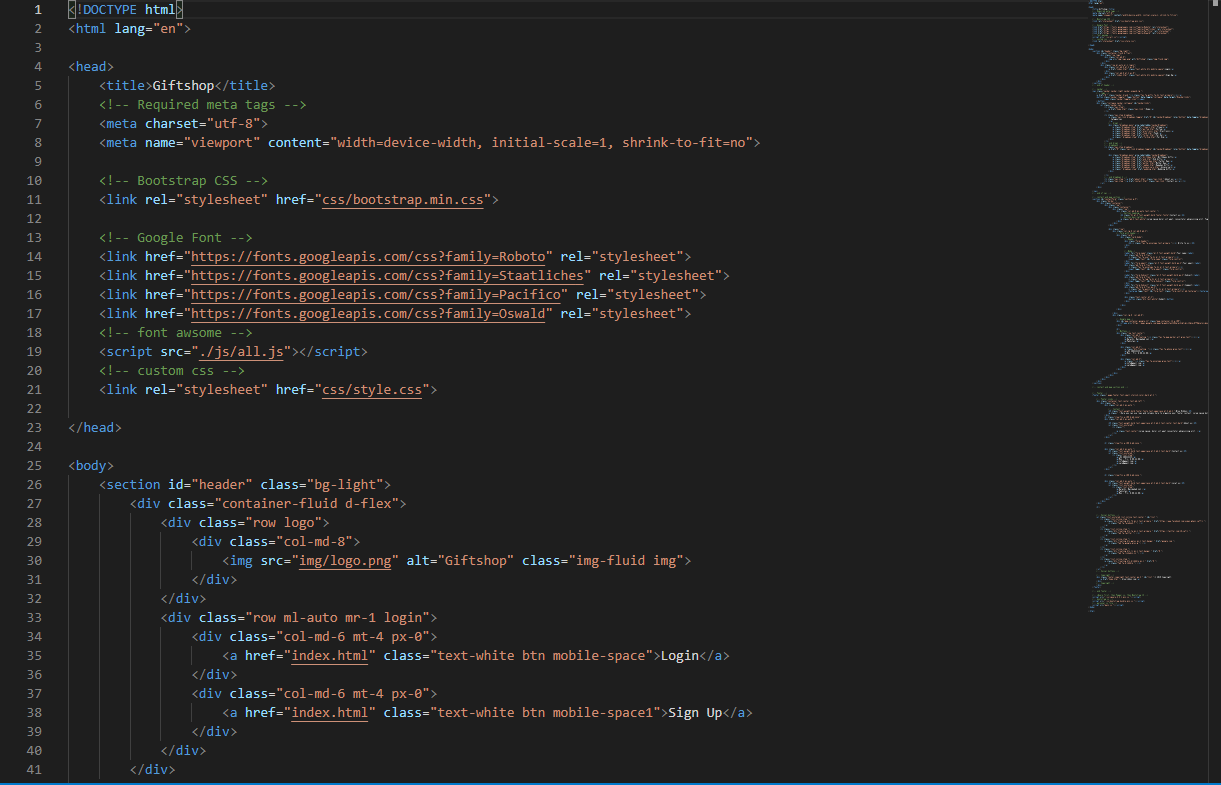 1 <!DOCTYPE html>
2 <html lang="en">
3
4 <head>
5 <title>Giftshop</title>
6 <!-- Required meta tags -->
7 <meta charset="utf-8">
8 <meta name="viewport" content="width=device-width, initial-scale=1, shrink-to-fit=no">
9
10 <!-- Bootstrap CSS -->
11 <link rel="stylesheet" href="css/bootstrap.min.css">
12
13 <!-- Google Font -->
14 <link href="https://fonts.googleapis.com/css?family=Roboto" rel="stylesheet">
15 <link href="https://fonts.googleapis.com/css?family=Staatliches" rel="stylesheet">
16 <link href="https://fonts.googleapis.com/css?family=Pacifico" rel="stylesheet">
17 <link href="https://fonts.googleapis.com/css?family=Oswald" rel="stylesheet">
18 <!-- font awsome -->
19 <script src="./js/all.js"></script>
20 <!-- custom css -->
21 <link rel="stylesheet" href="css/style.css">
22
23 </head>
24
25 <body>
26 <section id="header" class="bg-light">
27 <div class="container-fluid d-flex">
28 <div class="row logo">
29 <div class="col-md-8">
30 <img src="img/logo.png" alt="Giftshop" class="img-fluid img">
31 </div>
32 </div>
33 <div class="row ml-auto mr-1 login">
34 <div class="col-md-6 mt-4 px-0">
35 <a href="index.html" class="text-white btn mobile-space">Login</a>
36 </div>
37 <div class="col-md-6 mt-4 px-0">
38 <a href="index.html" class="text-white btn mobile-space1">Sign Up</a>
39 </div>
40 </div>
41 </div>